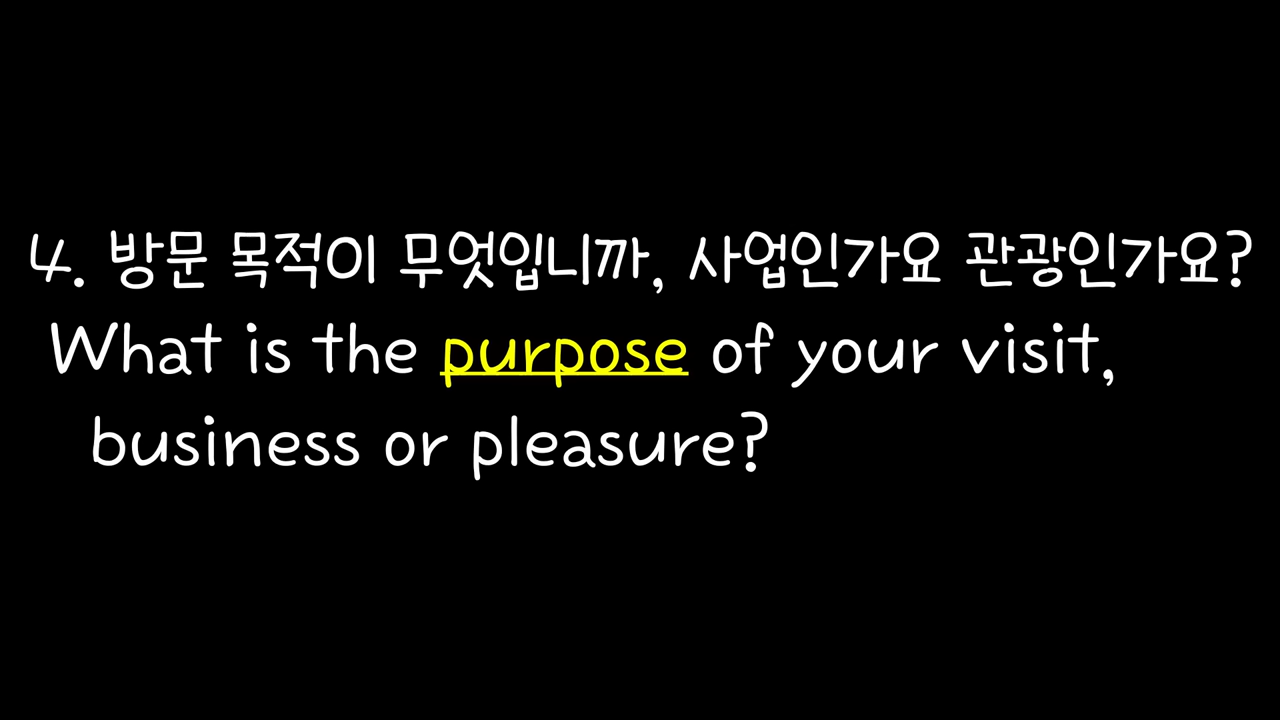 4. 방문 목적이 무엇입니까, 사업인가요 관광인가요?
What is the purpose of your visit,
business or pleasure?